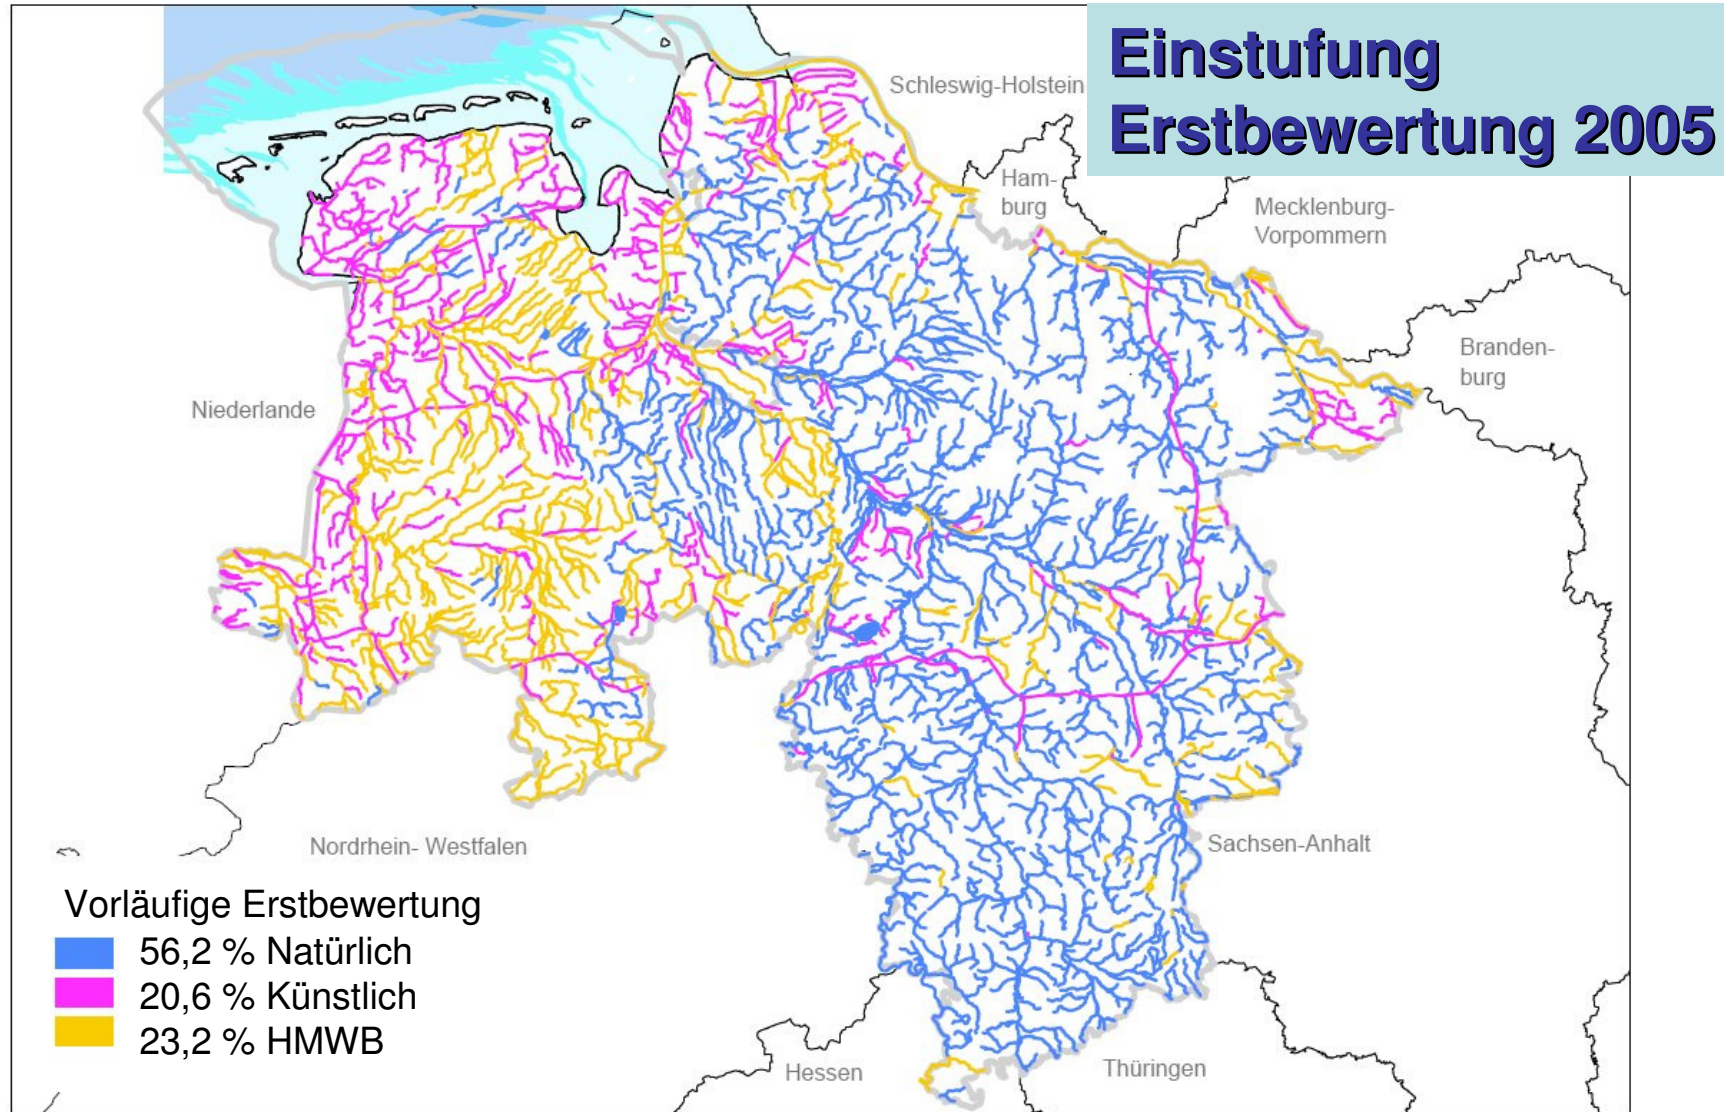 Einstufung
Erstbewertung 2005
Schleswig-Holstein
Ham-
burg
Mecklenburg-
Vorpommern
Branden-
burg
Niederlande
Nordrhein- Westfalen
Sachsen-Anhalt
Vorläufige Erstbewertung
56,2 % Natürlich
20,6 % Künstlich
23,2 % HMWB
Hessen
Thüringen